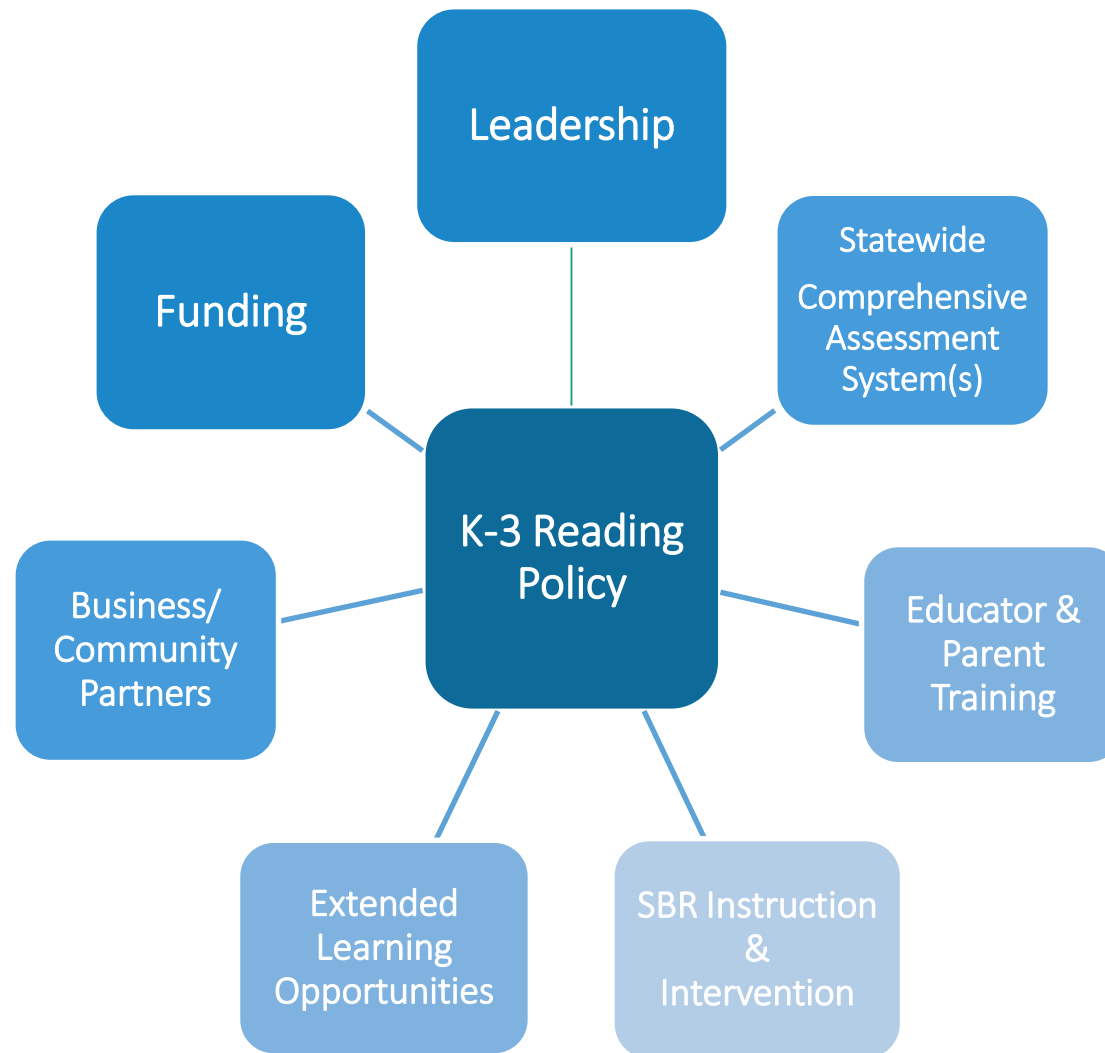 Leadership
Funding
Statewide
Comprehensive
Assessment
System(s)
K-3 Reading
Policy
Business/
Community
Partners
Educator &
Parent
Training
Extended
Learning
Opportunities
SBR Instruction
&
Intervention